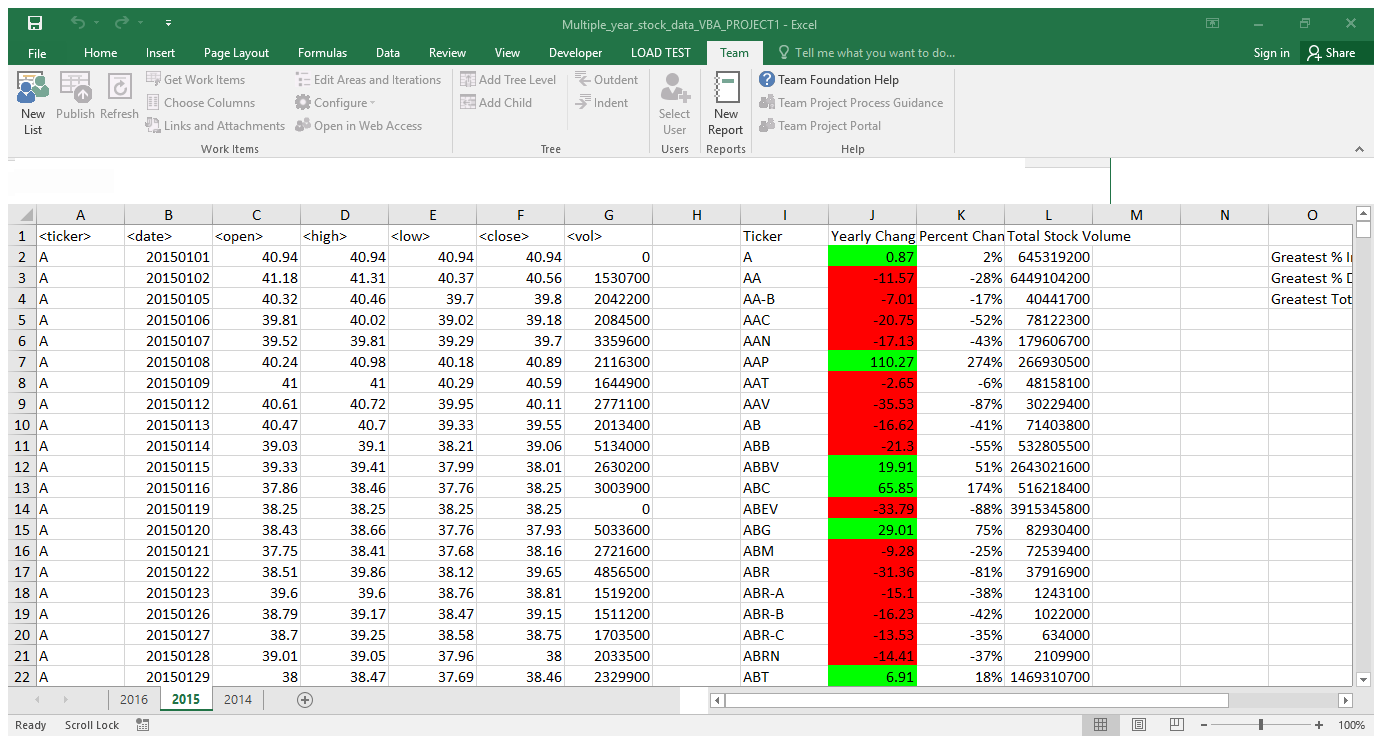 Multiple_year_stock_data_VBA_PROJECT1 - Excel
File Home Insert Page Layout Formulas Data Review View Developer LOAD TEST Team Tell me what you want to do... Sign in Share
New List
Publish
Refresh
Get Work Items
Choose Columns
Links and Attachments
Edit Areas and Iterations
Configure
Open in Web Access
Work Items
Add Tree Level
Add Child
Outdent
Indent
Tree
Select User
Users
New Report
Reports
Team Foundation Help
Team Project Process Guidance
Team Project Portal
Help
A B C D E F G H I J K L M N O
1 <ticker> <date> <open> <high> <low> <close> <vol> Ticker Yearly Chang Percent Chan Total Stock Volume
2 A 20150101 40.94 40.94 40.94 40.94 0 A 0.87 2% 645319200 Greatest % I
3 A 20150102 41.18 41.31 40.37 40.56 1530700 AA -11.57 -28% 6449104200 Greatest % D
4 A 20150105 40.32 40.46 39.7 39.8 2042200 AA-B -7.01 -17% 40441700 Greatest Tot
5 A 20150106 39.81 40.02 39.02 39.18 2084500 AAC -20.75 -52% 78122300
6 A 20150107 39.52 39.81 39.29 39.7 3359600 AAN -17.13 -43% 179606700
7 A 20150108 40.24 40.98 40.18 40.89 2116300 AAP 110.27 274% 266930500
8 A 20150109 41 41 40.29 40.59 1644900 AAT -2.65 -6% 48158100
9 A 20150112 40.61 40.72 39.95 40.11 2771100 AAV -35.53 -87% 30229400
10 A 20150113 40.47 40.7 39.33 39.55 2013400 AB -16.62 -41% 71403800
11 A 20150114 39.03 39.1 38.21 39.06 5134000 ABB -21.3 -55% 532805500
12 A 20150115 39.33 39.41 37.99 38.01 2630200 ABBV 19.91 51% 2643021600
13 A 20150116 37.86 38.46 37.76 38.25 3003900 ABC 65.85 174% 516218400
14 A 20150119 38.25 38.25 38.25 38.25 0 ABEV -33.79 -88% 3915345800
15 A 20150120 38.43 38.66 37.76 37.93 5033600 ABG 29.01 75% 82930400
16 A 20150121 37.75 38.41 37.68 38.16 2721600 ABM -9.28 -25% 72539400
17 A 20150122 38.51 39.86 38.12 39.65 4856500 ABR -31.36 -81% 37916900
18 A 20150123 39.6 39.6 38.76 38.81 1519200 ABR-A -15.1 -38% 1243100
19 A 20150126 38.79 39.17 38.47 39.15 1511200 ABR-B -16.23 -42% 1022000
20 A 20150127 38.7 39.25 38.58 38.75 1703500 ABR-C -13.53 -35% 634000
21 A 20150128 39.01 39.05 37.96 38 2033500 ABRN -14.41 -37% 2109900
22 A 20150129 38 38.47 37.69 38.46 2329900 ABT 6.91 18% 1469310700
2016 2015 2014
Ready Scroll Lock 100%